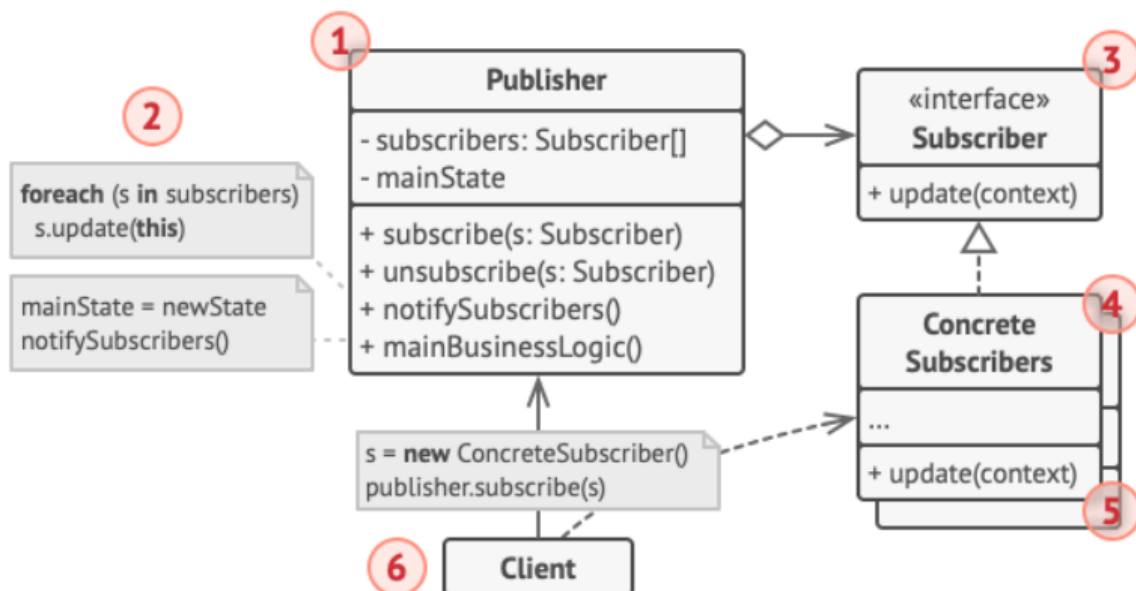 1
Publisher
- subscribers: Subscriber[]
- mainState
+ subscribe(s: Subscriber)
+ unsubscribe(s: Subscriber)
+ notifySubscribers()
+ mainBusinessLogic()
2
foreach (s in subscribers)
s.update(this)
mainState = newState
notifySubscribers()
3
«interface»
Subscriber
+ update(context)
4
Concrete
Subscribers
...
+ update(context)
5
s = new ConcreteSubscriber()
publisher.subscribe(s)
6
Client